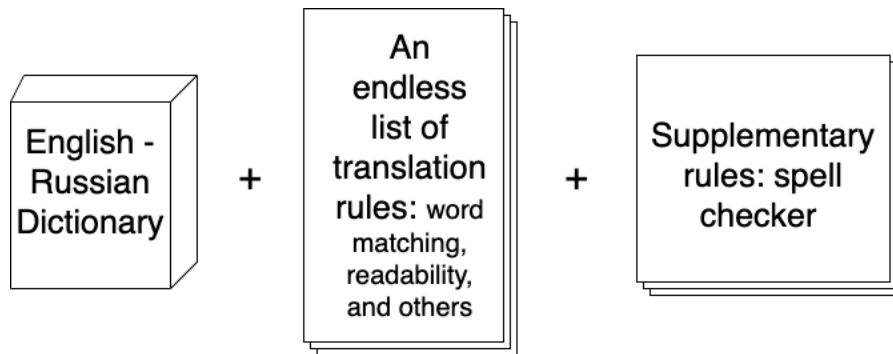 English -
Russian
Dictionary
+
An
endless
list of
translation
rules: word
matching,
readability,
and others
+
Supplementary
rules: spell
checker